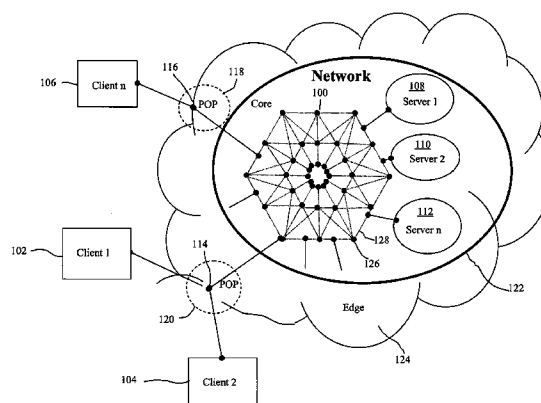 116
118
106
Client n
POP
Core
Network
100
108
Server 1
110
Server 2
112
Server n
102
Client 1
114
POP
128
126
122
120
Edge
124
104
Client 2